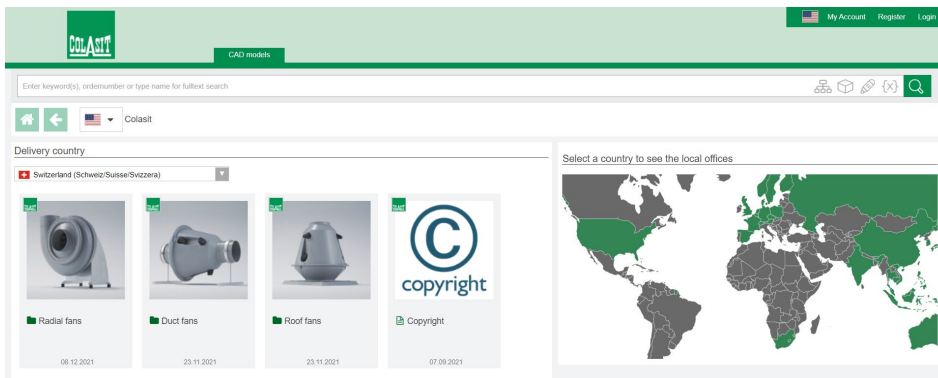 My Account Register Login
COLASIT
CAD models
Enter keyword(s), ordernumber or type name for fulltext search
Colasit
Delivery country
Select a country to see the local offices
Switzerland (Schweiz/Suisse/Svizzera)
copyright
Radial fans
Duct fans
Roof fans
Copyright
08.12.2021
23.11.2021
23.11.2021
07.09.2021